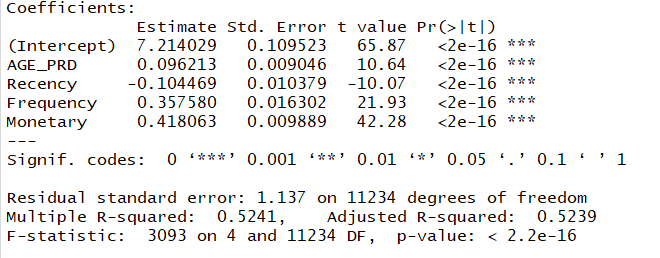 Coefficients:
             Estimate Std. Error t value Pr(>|t|)
(Intercept)  7.214029   0.109523   65.87   <2e-16 ***
AGE_PRD      0.096213   0.009046   10.64   <2e-16 ***
Recency     -0.104469   0.010379  -10.07   <2e-16 ***
Frequency    0.357580   0.016302   21.93   <2e-16 ***
Monetary     0.418063   0.009889   42.28   <2e-16 ***
---
Signif. codes:  0 ‘***’ 0.001 ‘**’ 0.01 ‘*’ 0.05 ‘.’ 0.1 ‘ ’ 1
Residual standard error: 1.137 on 11234 degrees of freedom
Multiple R-squared:  0.5241,    Adjusted R-squared:  0.5239
F-statistic:  3093 on 4 and 11234 DF,  p-value: < 2.2e-16